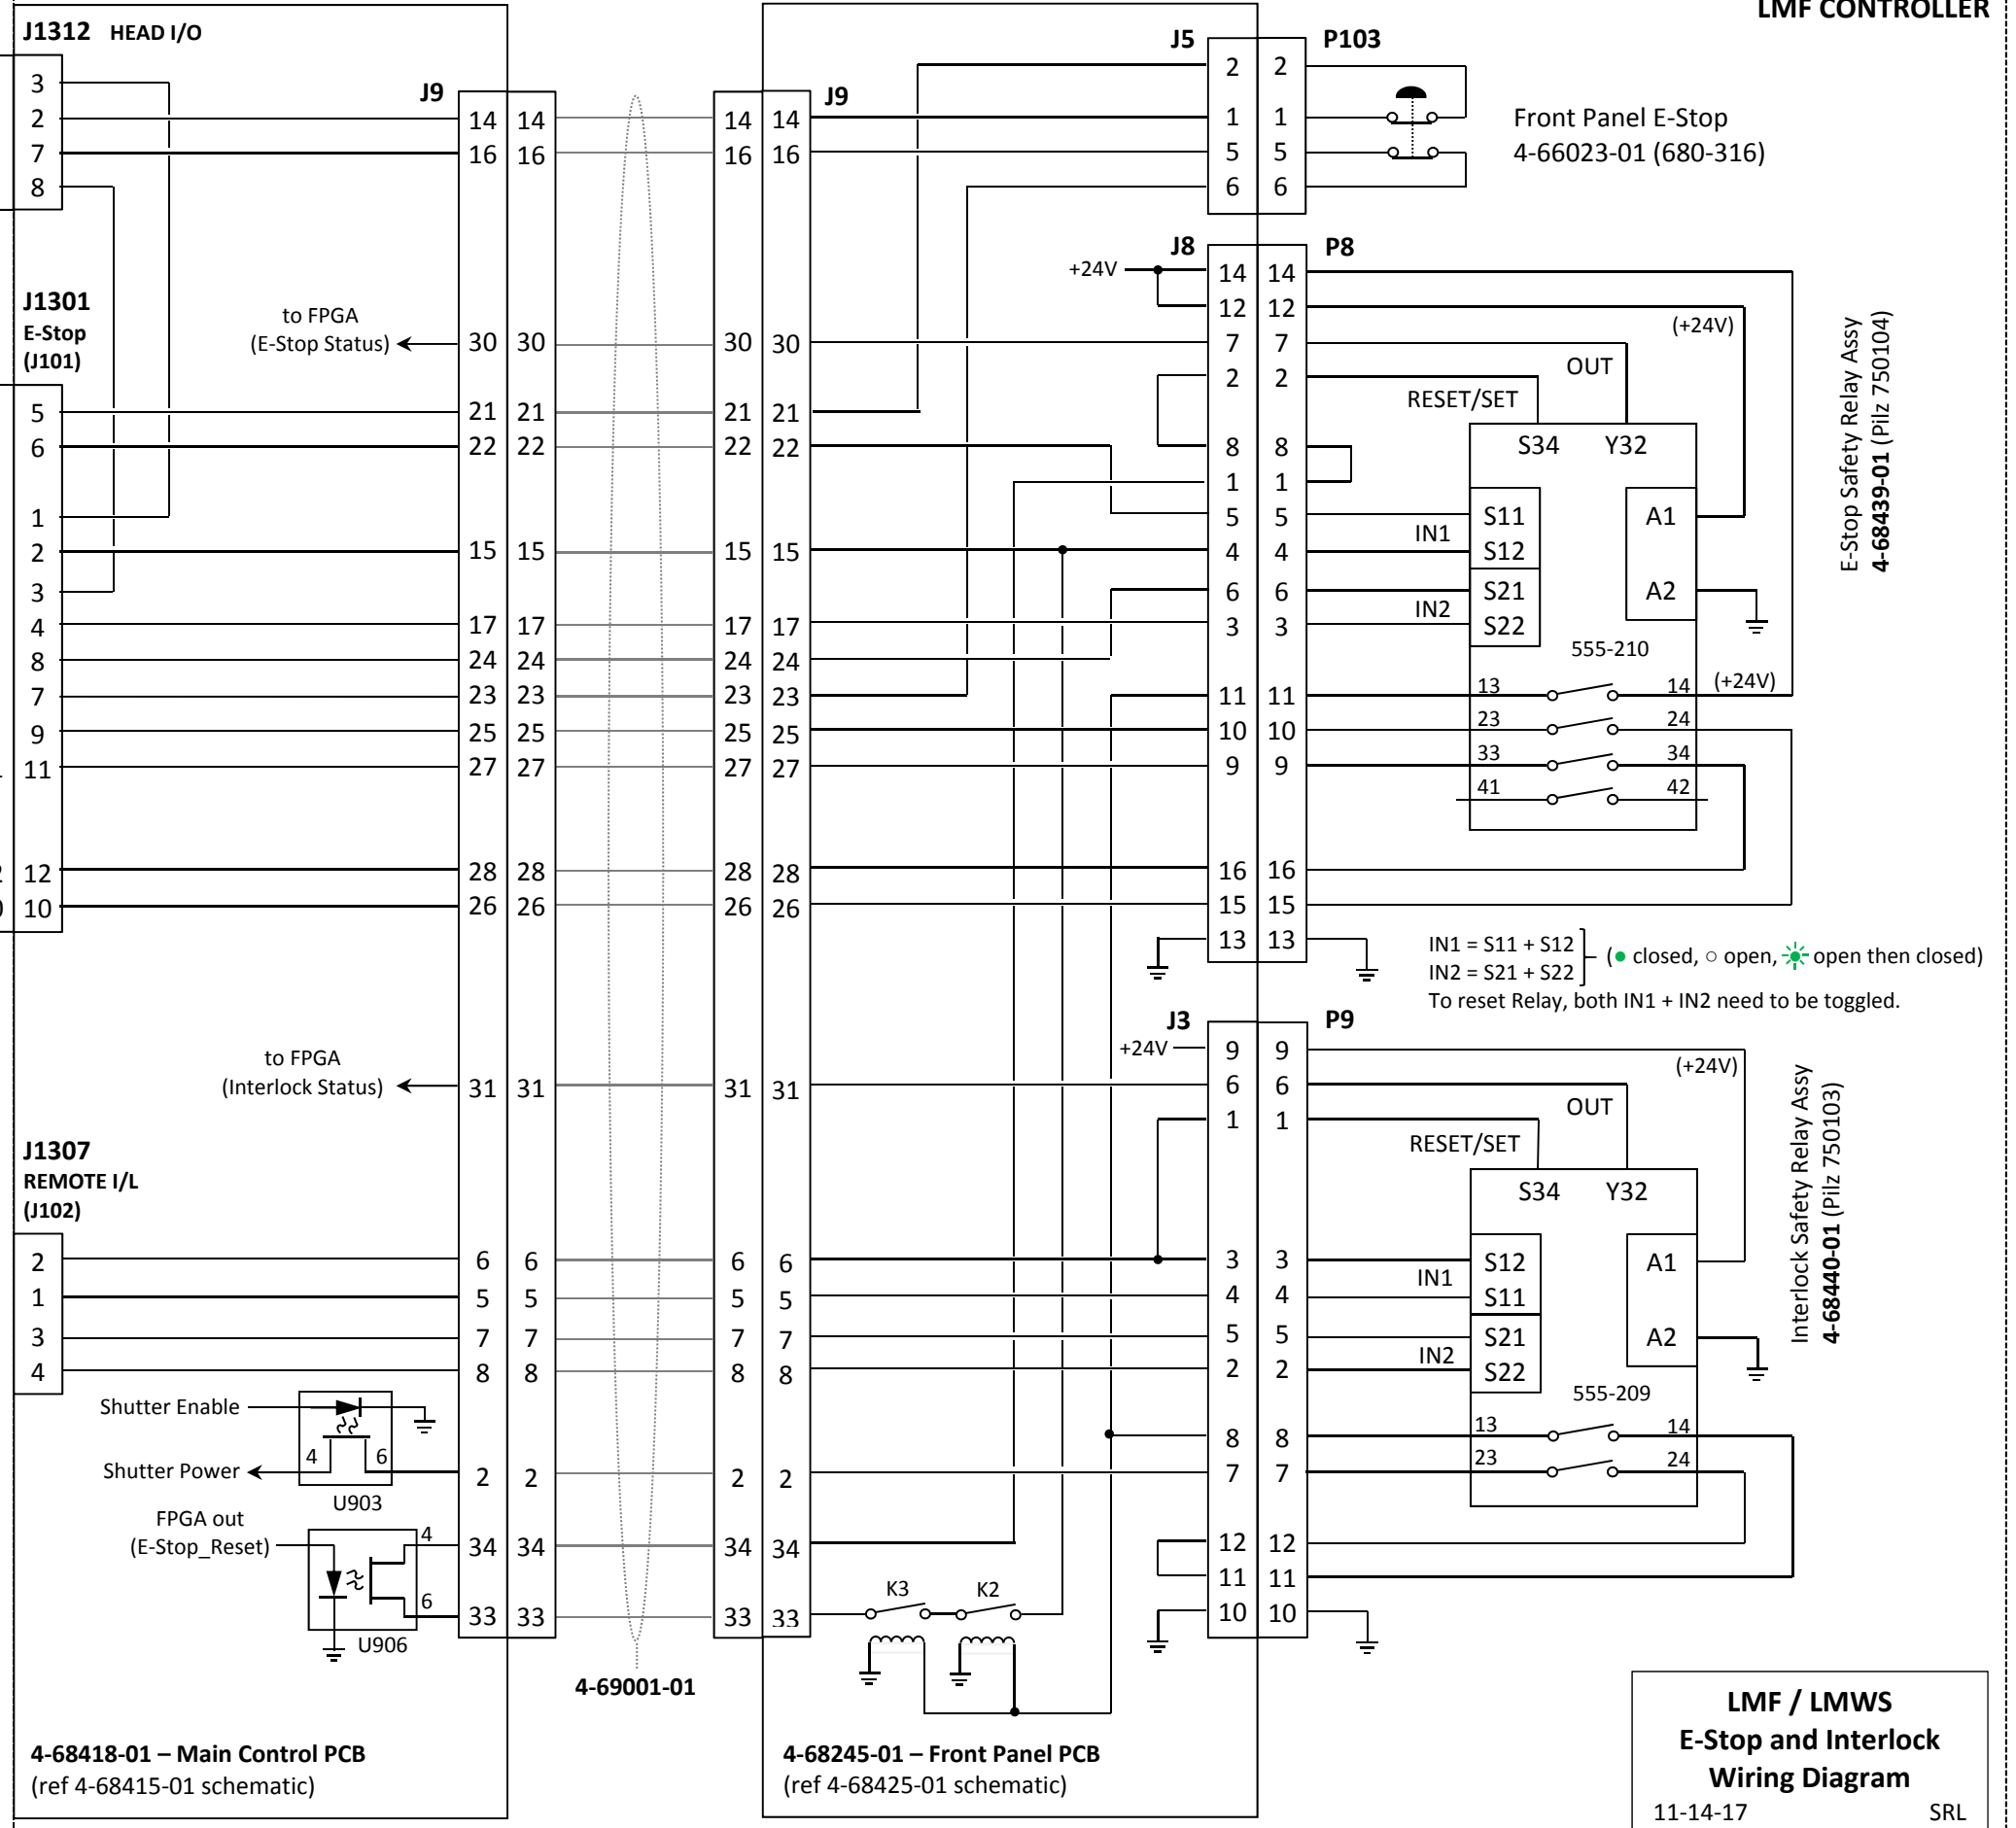 LMF CONTROLLER
J1312 HEAD I/O
3
2
7
8
J9
14 14
16 16
14 14
16 16
J9
J5 P103
2 2
1 1
5 5
6 6
Front Panel E-Stop
4-66023-01 (680-316)
J1301
E-Stop
(J101)
to FPGA
(E-Stop Status)
30 30
30 30
J8 P8
+24V
14 14
12 12
7 7
2 2
8 8
1 1
5 5
4 4
6 6
3 3
11 11
10 10
9 9
16 16
15 15
13 13
(+24V)
OUT
RESET/SET
S34 Y32
S11
S12
S21
S22
IN1
IN2
A1
A2
555-210
13 14 (+24V)
23 24
33 34
41 42
E-Stop Safety Relay Assy
4-68439-01 (Pilz 750104)
5
6
1
2
3
4
8
7
9
11
12
10
21 21
22 22
15 15
17 17
24 24
23 23
25 25
27 27
28 28
26 26
21 21
22 22
15 15
17 17
24 24
23 23
25 25
27 27
28 28
26 26
IN1 = S11 + S12
IN2 = S21 + S22
(● closed, ○ open, open then closed)
To reset Relay, both IN1 + IN2 need to be toggled.
to FPGA
(Interlock Status)
31 31
31 31
J3 P9
+24V
9 9
6 6
1 1
3 3
4 4
5 5
2 2
8 8
7 7
12 12
11 11
10 10
(+24V)
OUT
RESET/SET
S34 Y32
S12
S11
S21
S22
IN1
IN2
A1
A2
555-209
13 14
23 24
Interlock Safety Relay Assy
4-68440-01 (Pilz 750103)
J1307
REMOTE I/L
(J102)
2
1
3
4
6 6
5 5
7 7
8 8
2 2
34 34
33 33
6 6
5 5
7 7
8 8
2 2
34 34
33 33
Shutter Enable
Shutter Power
4 6
U903
FPGA out
(E-Stop_Reset)
4
6
U906
K3 K2
4-69001-01
4-68418-01 – Main Control PCB
(ref 4-68415-01 schematic)
4-68245-01 – Front Panel PCB
(ref 4-68425-01 schematic)
LMF / LMWS
E-Stop and Interlock
Wiring Diagram
11-14-17 SRL